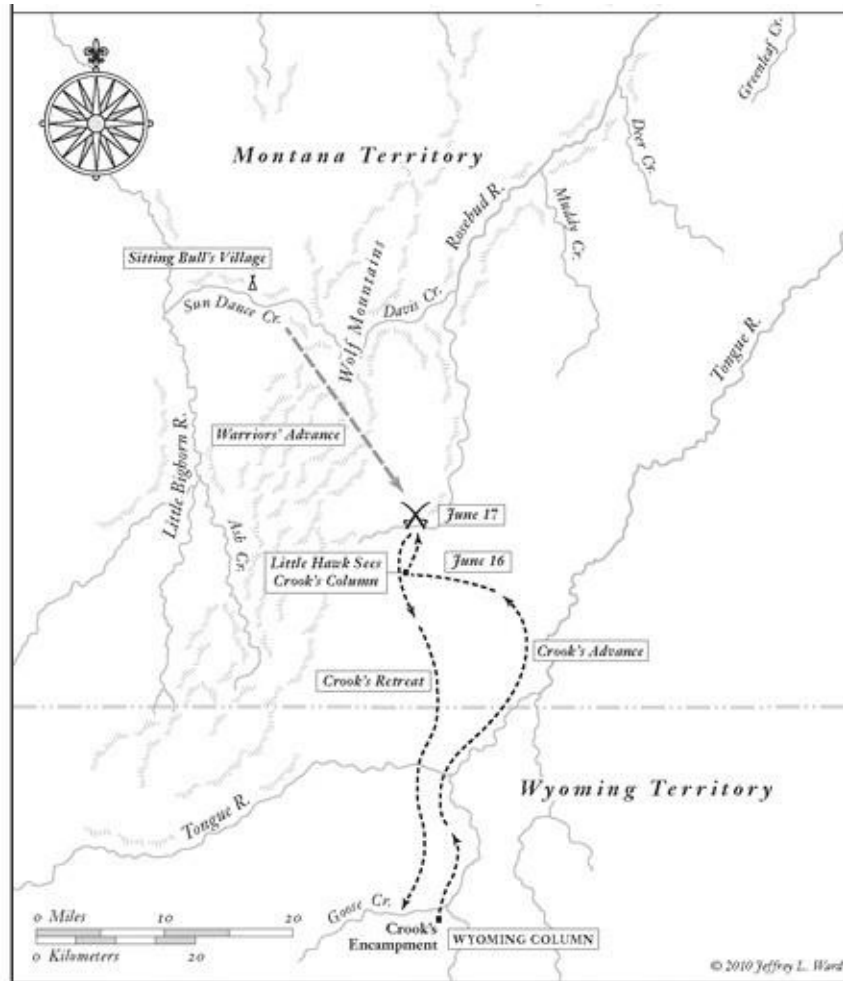 Greenleaf Cr.
Deer Cr.
Montana Territory
Muddy Cr.
Rosebud R.
Sitting Bull's Village
Sun Dance Cr.
Wolf Mountains
Davis Cr.
Tongue R.
Warriors' Advance
Little Bighorn R.
Ash Cr.
June 17
Little Hawk Sees
Crook's Column
June 16
Crook's Advance
Crook's Retreat
Wyoming Territory
Tongue R.
Goose Cr.
Crook's
Encampment
WYOMING COLUMN
0 Miles 10 20
0 Kilometers 20
© 2010 Jeffrey L. Ward